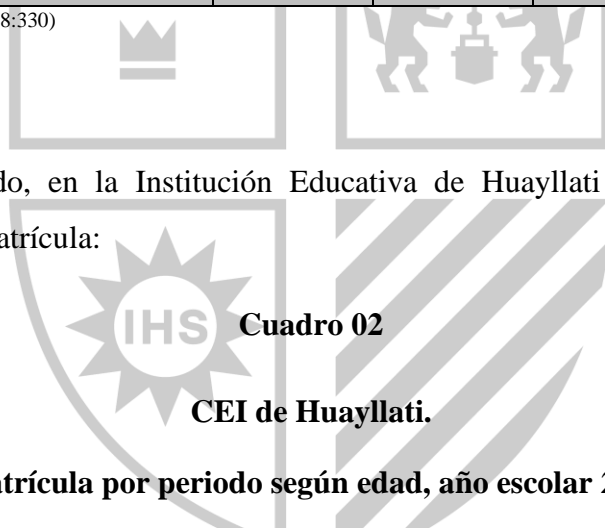 8:330)
do, en la Institución Educativa de Huayllati
atrícula:
IHS
Cuadro 02
CEI de Huayllati.
atrícula por periodo según edad, año escolar 2